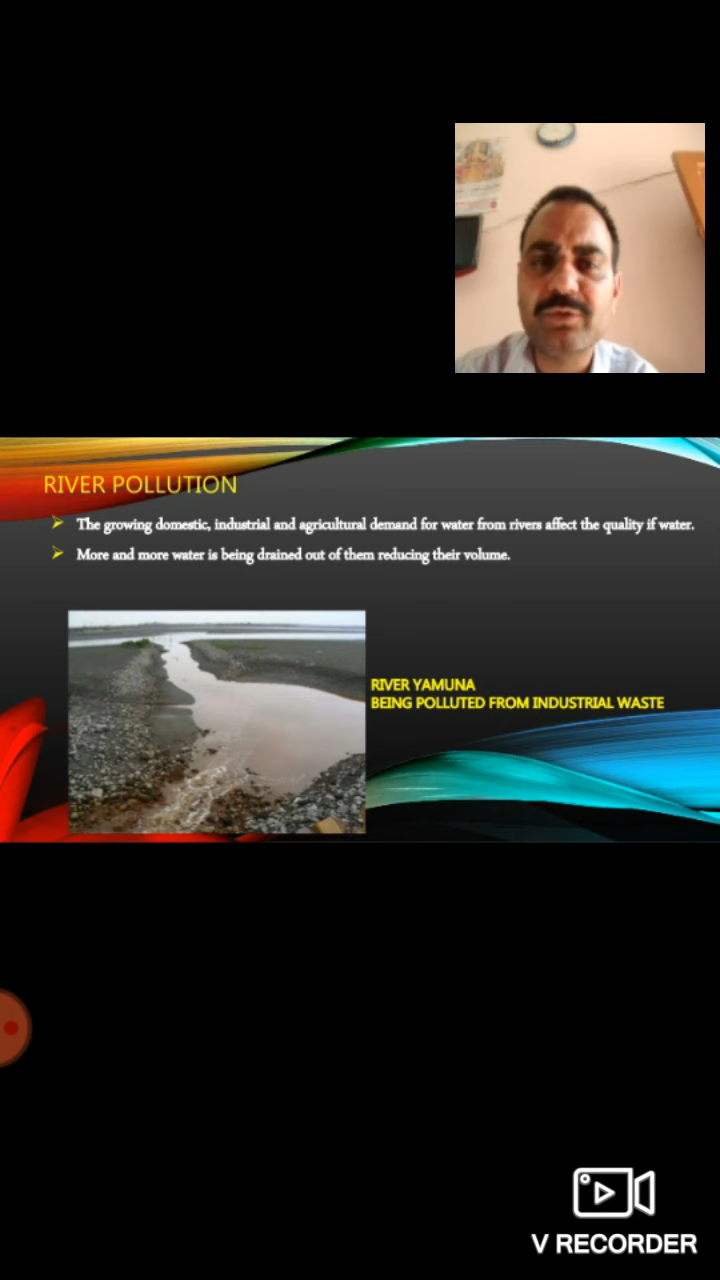 RIVER POLLUTION
The growing domestic, industrial and agricultural demand for water from rivers affect the quality if water.
More and more water is being drained out of them reducing their volume.
RIVER YAMUNA
BEING POLLUTED FROM INDUSTRIAL WASTE
V RECORDER